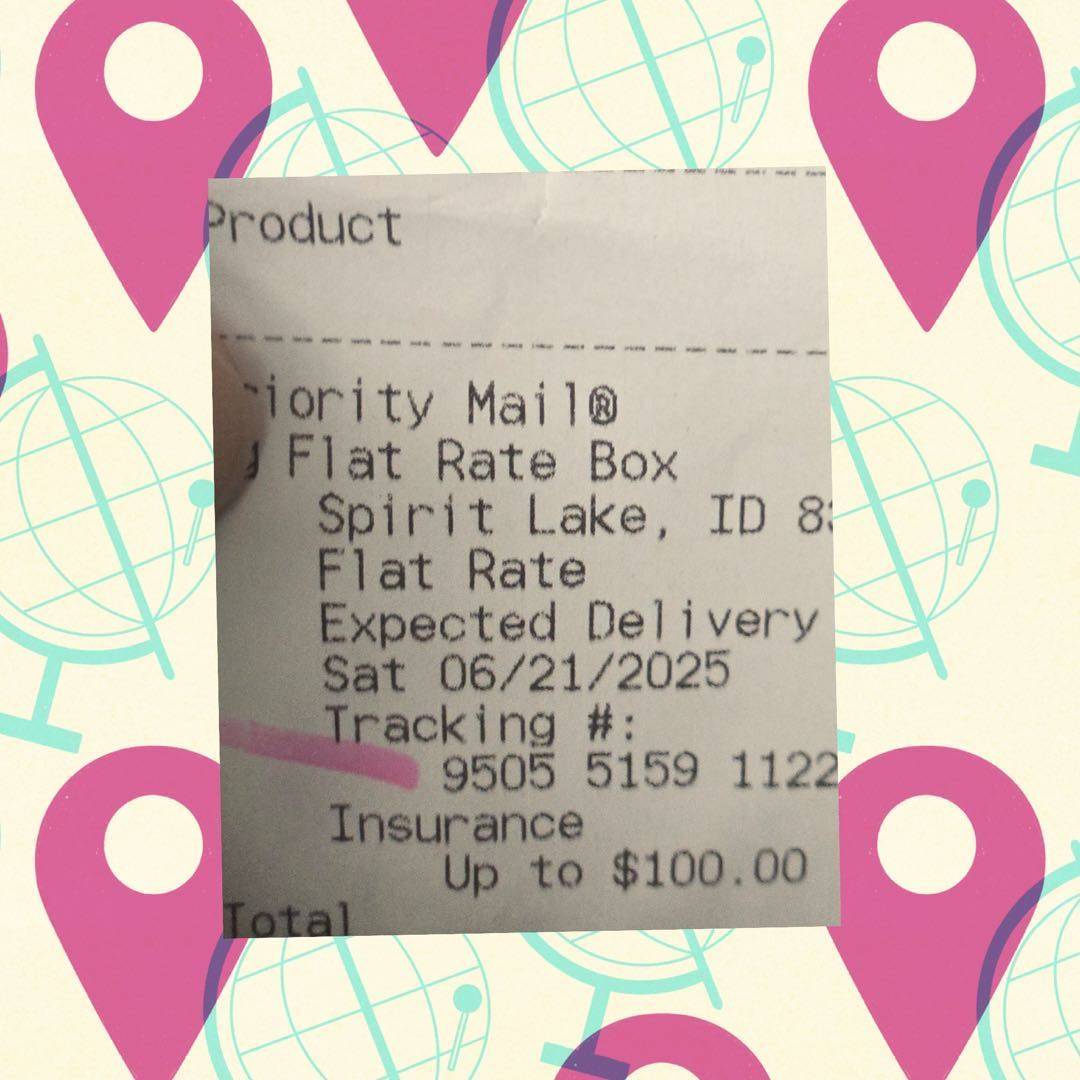 Product
Priority Mail®
Flat Rate Box
Spirit Lake, ID
Flat Rate
Expected Delivery
Sat 06/21/2025
Tracking #:
9505 5159 1122
Insurance
Up to $100.00
Total